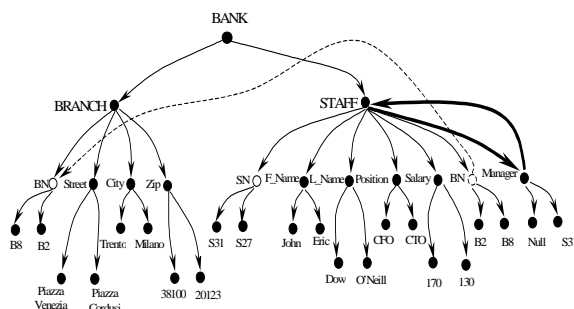 BANK
BRANCH
STAFF
BN
Street
City
Zip
SN
F_Name
L_Name
Position
Salary
BN
Manager
B8
B2
Trento
Milano
S31
S27
John
Eric
CFO
CTO
B2
B8
Null
S3
Piazza
Venezia
Piazza
Cordusi
38100
20123
Dow
O'Neill
170
130